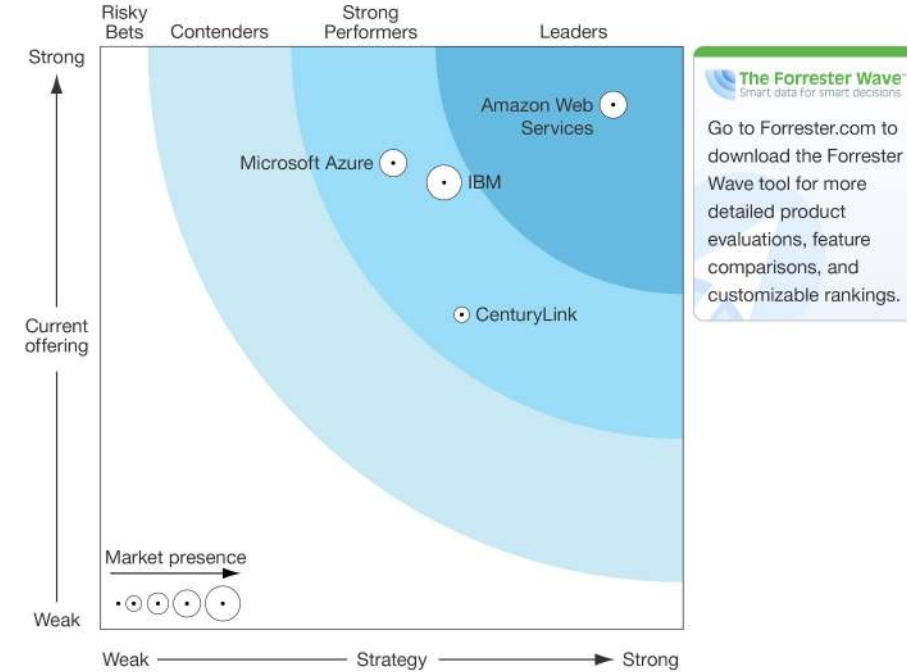 Risky
Bets
Contenders
Strong
Performers
Leaders
Strong
Current
offering
Weak
Amazon Web
Services
Microsoft Azure
IBM
CenturyLink
Market presence
Weak
Strategy
Strong
The Forrester Wave™
Smart data for smart decisions
Go to Forrester.com to
download the Forrester
Wave tool for more
detailed product
evaluations, feature
comparisons, and
customizable rankings.